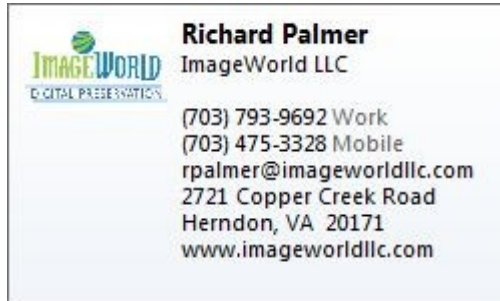 Richard Palmer
IMAGEWORLD
DIGITAL PRESERVATION
ImageWorld LLC
(703) 793-9692 Work
(703) 475-3328 Mobile
rpalmer@imageworldllc.com
2721 Copper Creek Road
Herndon, VA 20171
www.imageworldllc.com